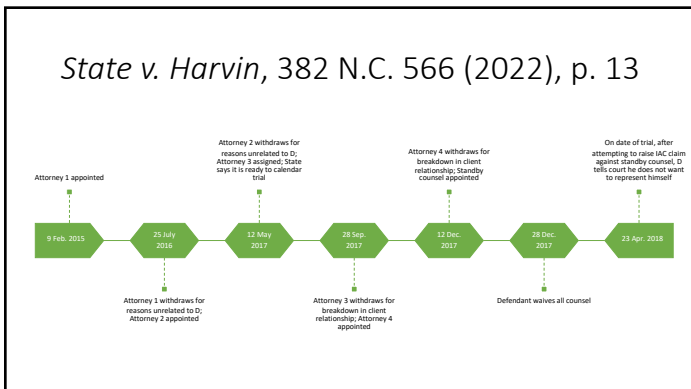 State v. Harvin, 382 N.C. 566 (2022), p. 13
Attorney 1 appointed
Attorney 2 withdraws for
reasons unrelated to D;
Attorney 3 assigned; State
says it is ready to calendar
trial
Attorney 4 withdraws for
breakdown in client
relationship; Standby
counsel appointed
On date of trial, after
attempting to raise IAC claim
against standby counsel, D
tells court he does not want
to represent himself
9 Feb. 2015
25 July
2016
12 May
2017
28 Sep.
2017
12 Dec.
2017
28 Dec.
2017
23 Apr. 2018
Attorney 1 withdraws for
reasons unrelated to D;
Attorney 2 appointed
Attorney 3 withdraws for
breakdown in client
relationship; Attorney 4
appointed
Defendant waives all counsel